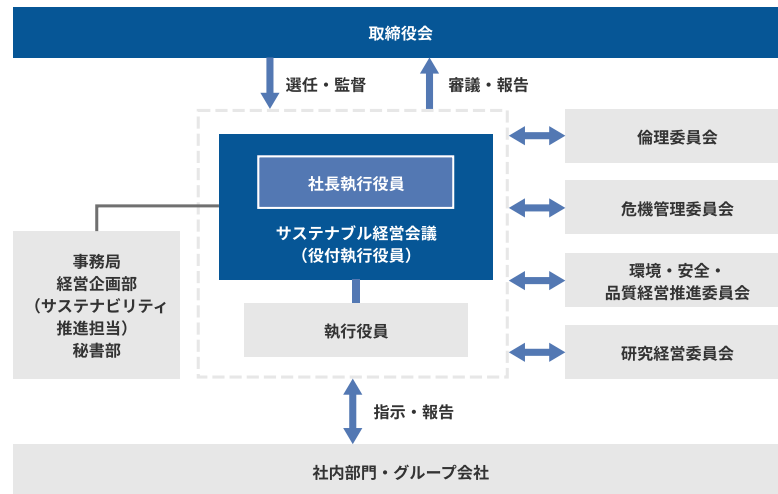 取締役会
選任・監督
審議・報告
社長執行役員
サステナブル経営会議
（役付執行役員）
執行役員
事務局
経営企画部
（サステナビリティ
推進担当）
秘書部
倫理委員会
危機管理委員会
環境・安全・
品質経営推進委員会
研究経営委員会
指示・報告
社内部門・グループ会社